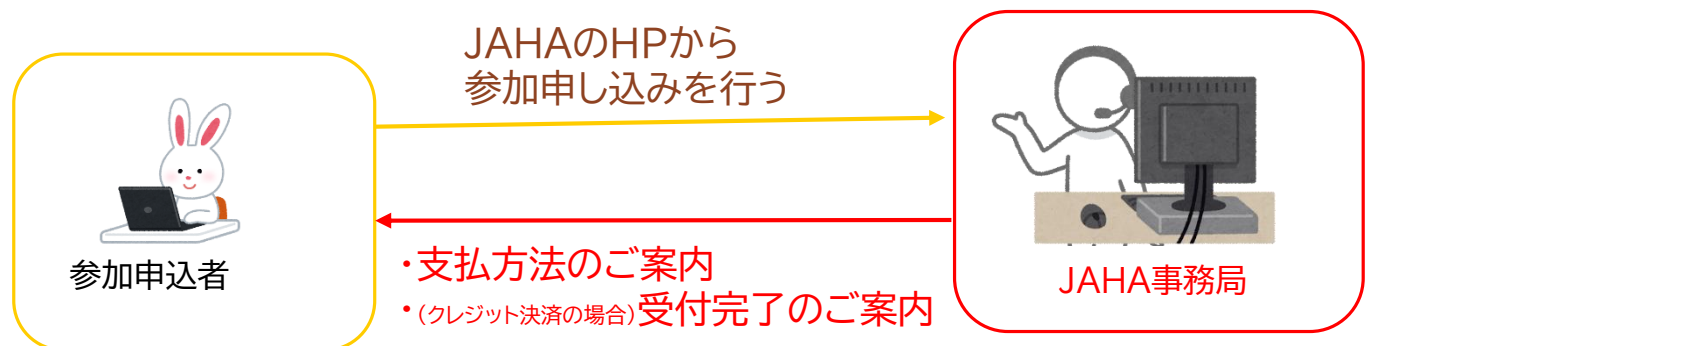 JAHAのHPから
参加申し込みを行う
参加申込者
・支払方法のご案内
・(クレジット決済の場合)受付完了のご案内
JAHA事務局